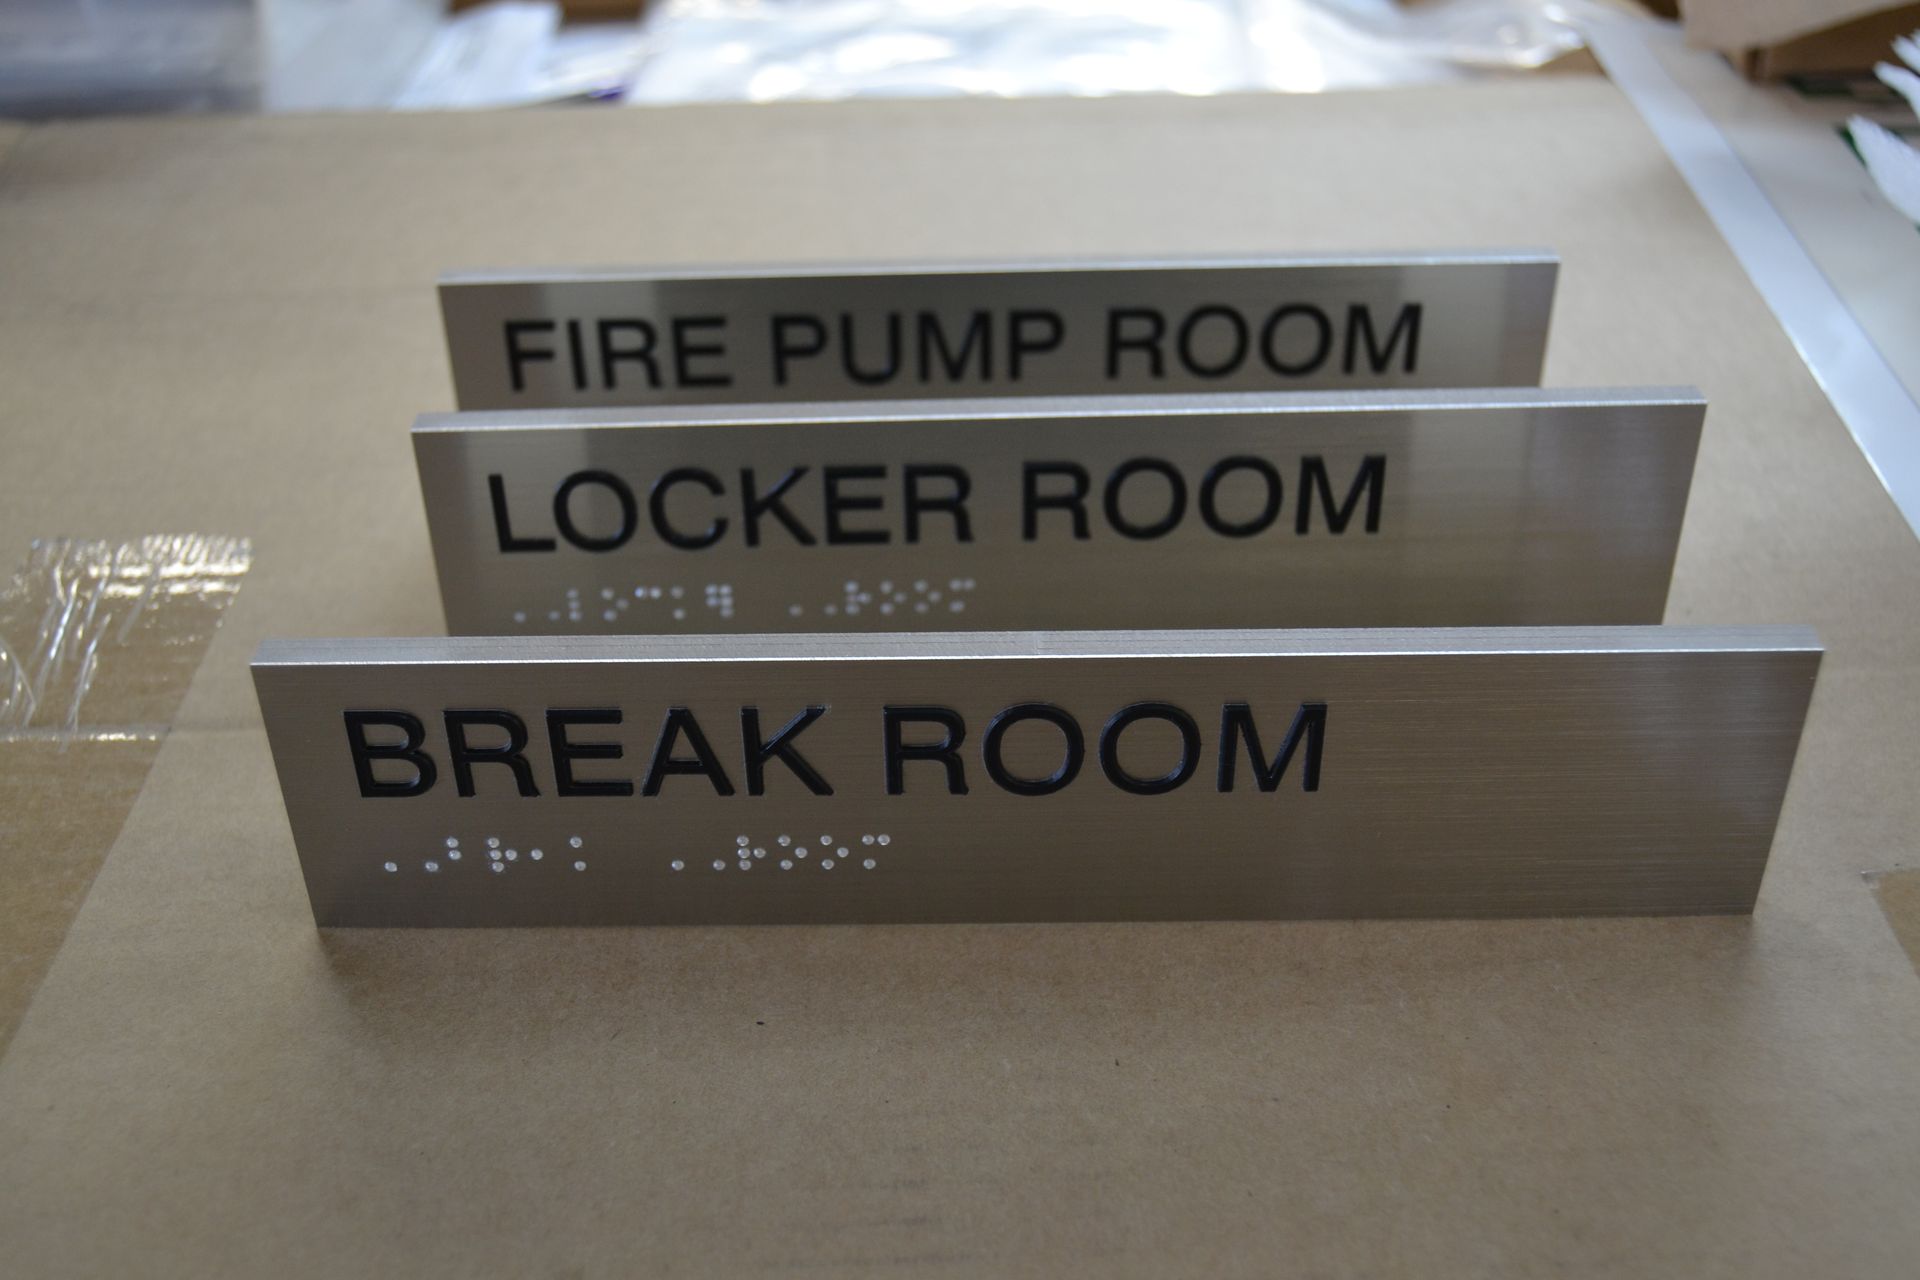 FIRE PUMP ROOM
LOCKER ROOM
⠠⠠⠇⠕⠉⠅⠻ ⠠⠠⠗⠕⠕⠍
BREAK ROOM
⠠⠠⠃⠗⠂⠅ ⠠⠠⠗⠕⠕⠍